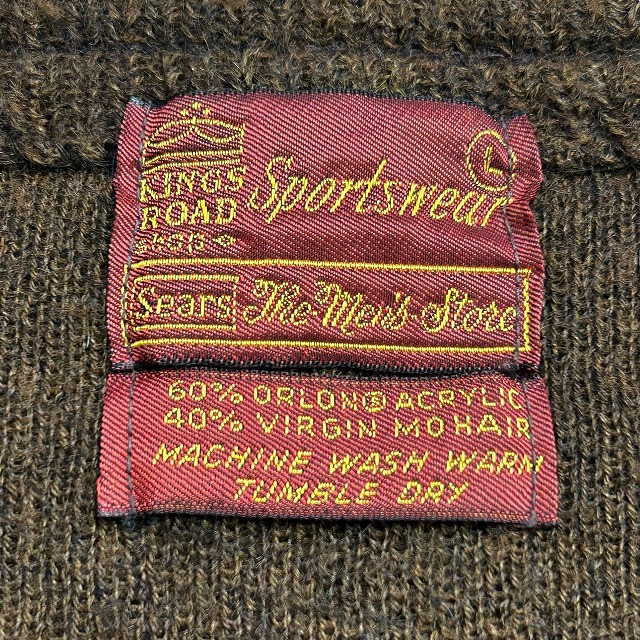 KINGS
ROAD
Sportswear
L
Sears The Men's Store
60% ORLON® ACRYLIC
40% VIRGIN MOHAIR
MACHINE WASH WARM
TUMBLE DRY